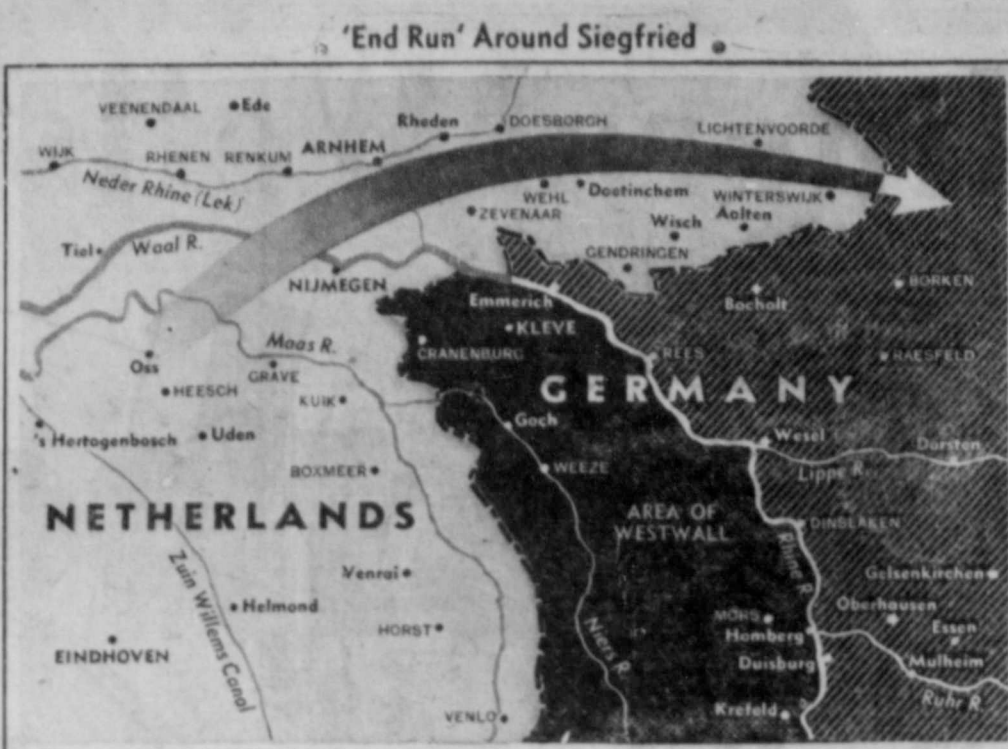 'End Run' Around Siegfried
VEENENDAAL
Ede
Rheden
DOESBORGH
LICHTENVOORDE
WIJK
RHENEN
RENKUM
ARNHEM
Neder Rhine (Lek)
WEHL
Doetinchem
WINTERSWIJK
ZEVENAAR
Wisch
Aalten
Tiel
Waal R.
GENDRINGEN
NIJMEGEN
Emmerich
Bocholt
BORKEN
KLEVE
Maas R.
CRANENBURG
REES
RAESFELD
Oss
GRAVE
HEESCH
KUIK
GERMANY
Goch
's Hertogenbosch
Uden
Wesel
Dorsten
BOXMEER
WEEZE
Lippe R.
NETHERLANDS
AREA OF
WESTWALL
DINSLAKEN
Rhine R.
Zuin Willems Canal
Venrai
Gelsenkirchen
Helmond
Oberhausen
HORST
MÖRS
Homberg
Essen
EINDHOVEN
Niers R.
Duisburg
Mulheim
Ruhr R.
VENLO
Krefeld